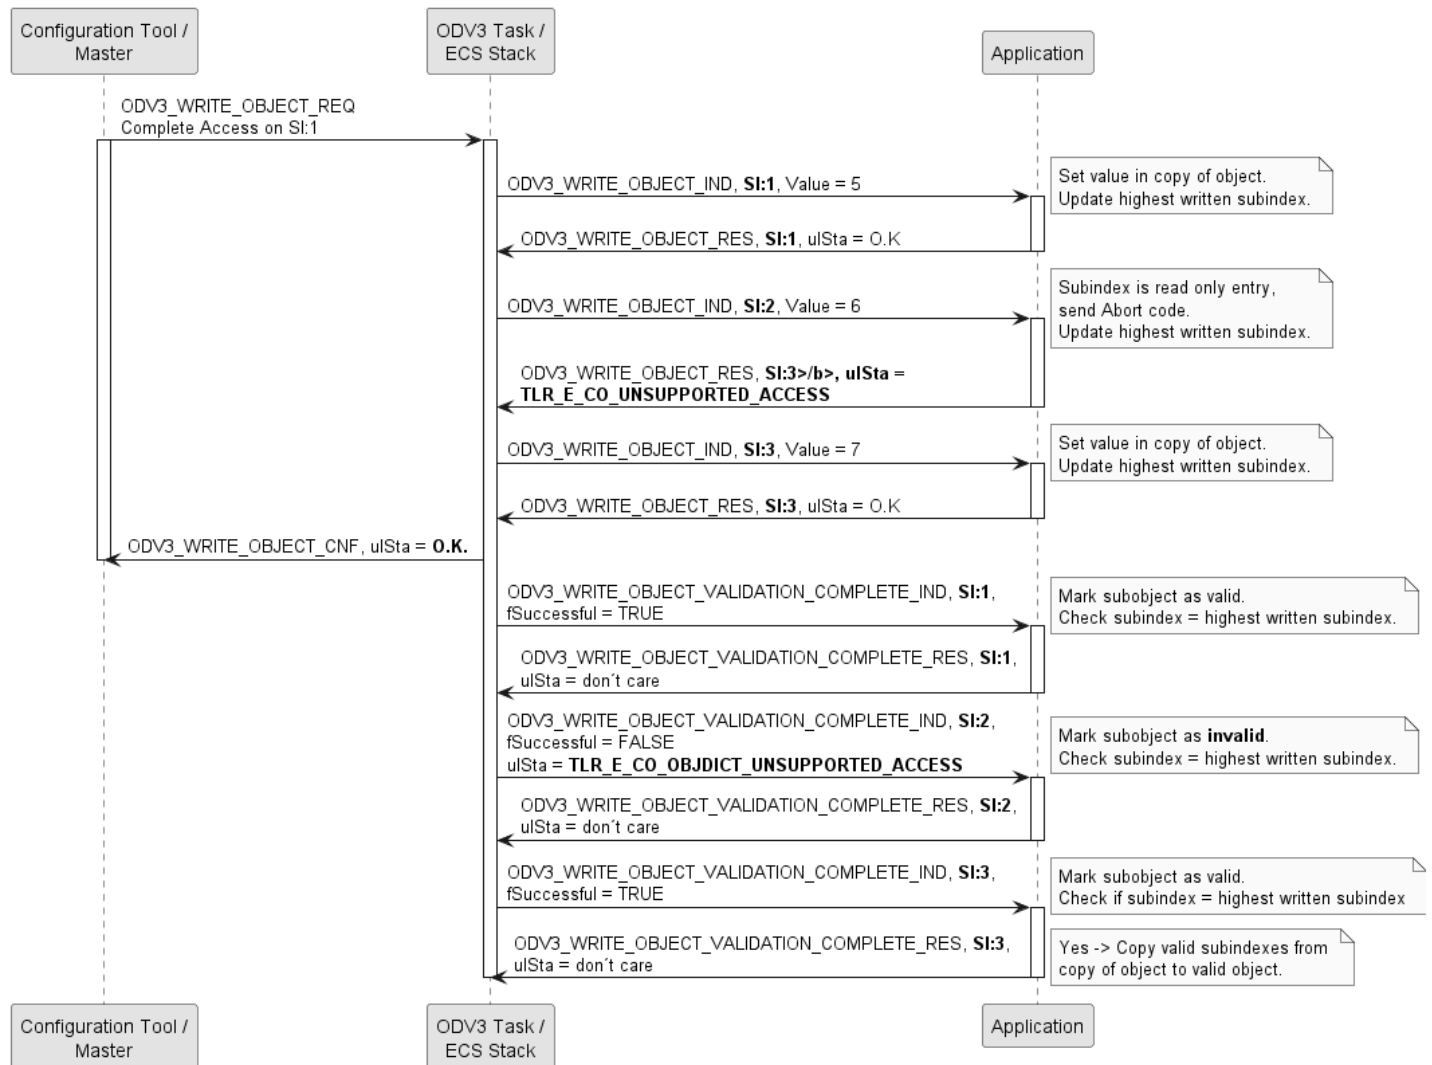 Configuration Tool /
Master
ODV3 Task /
ECS Stack
Application
ODV3_WRITE_OBJECT_REQ
Complete Access on SI:1
ODV3_WRITE_OBJECT_IND, SI:1, Value = 5
Set value in copy of object.
Update highest written subindex.
ODV3_WRITE_OBJECT_RES, SI:1, ulSta = O.K
ODV3_WRITE_OBJECT_IND, SI:2, Value = 6
Subindex is read only entry,
send Abort code.
Update highest written subindex.
ODV3_WRITE_OBJECT_RES, SI:3>/b>, ulSta =
TLR_E_CO_UNSUPPORTED_ACCESS
ODV3_WRITE_OBJECT_IND, SI:3, Value = 7
Set value in copy of object.
Update highest written subindex.
ODV3_WRITE_OBJECT_RES, SI:3, ulSta = O.K
ODV3_WRITE_OBJECT_CNF, ulSta = O.K.
ODV3_WRITE_OBJECT_VALIDATION_COMPLETE_IND, SI:1,
fSuccessful = TRUE
Mark subobject as valid.
Check subindex = highest written subindex.
ODV3_WRITE_OBJECT_VALIDATION_COMPLETE_RES, SI:1,
ulSta = don´t care
ODV3_WRITE_OBJECT_VALIDATION_COMPLETE_IND, SI:2,
fSuccessful = FALSE
ulSta = TLR_E_CO_OBJDICT_UNSUPPORTED_ACCESS
Mark subobject as invalid.
Check subindex = highest written subindex.
ODV3_WRITE_OBJECT_VALIDATION_COMPLETE_RES, SI:2,
ulSta = don´t care
ODV3_WRITE_OBJECT_VALIDATION_COMPLETE_IND, SI:3,
fSuccessful = TRUE
Mark subobject as valid.
Check if subindex = highest written subindex
ODV3_WRITE_OBJECT_VALIDATION_COMPLETE_RES, SI:3,
ulSta = don´t care
Yes -> Copy valid subindexes from
copy of object to valid object.
Configuration Tool /
Master
ODV3 Task /
ECS Stack
Application